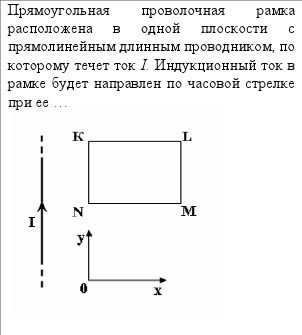 Прямоугольная проволочная рамка
расположена в одной плоскости с
прямолинейным длинным проводником, по
которому течет ток I. Индукционный ток в
рамке будет направлен по часовой стрелке
при ее …
K L
N M
I
y
0 x